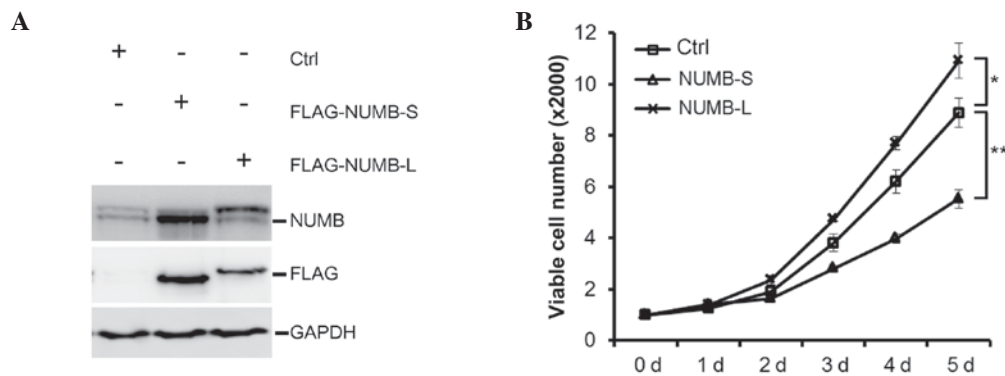 A
+ - - Ctrl
- + - FLAG-NUMB-S
- - + FLAG-NUMB-L
NUMB
FLAG
GAPDH
B
Viable cell number (x2000)
12
10
8
6
4
2
0
Ctrl
NUMB-S
NUMB-L
*
**
0 d 1 d 2 d 3 d 4 d 5 d